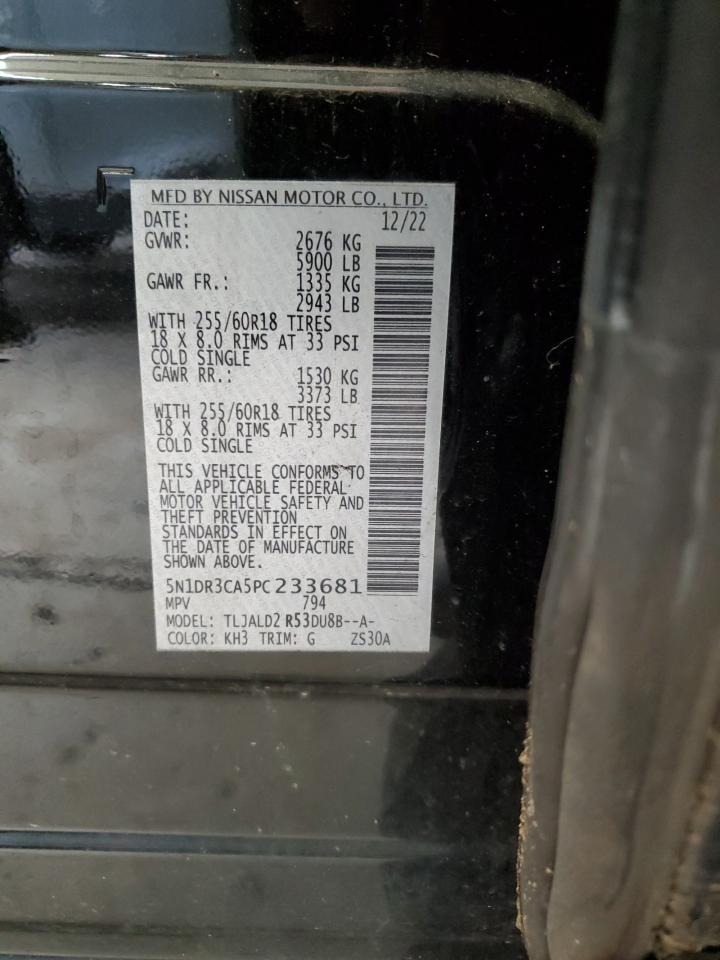 MFD BY NISSAN MOTOR CO., LTD.
DATE: 12/22
GVWR: 2676 KG
5900 LB
GAWR FR.: 1335 KG
2943 LB
WITH 255/60R18 TIRES
18 X 8.0 RIMS AT 33 PSI
COLD SINGLE
GAWR RR.: 1530 KG
3373 LB
WITH 255/60R18 TIRES
18 X 8.0 RIMS AT 33 PSI
COLD SINGLE
THIS VEHICLE CONFORMS TO
ALL APPLICABLE FEDERAL
MOTOR VEHICLE SAFETY AND
THEFT PREVENTION
STANDARDS IN EFFECT ON
THE DATE OF MANUFACTURE
SHOWN ABOVE.
5N1DR3CA5PC233681
MPV 794
MODEL: TLJALD2 R53DU8B--A-
COLOR: KH3 TRIM: G ZS30A